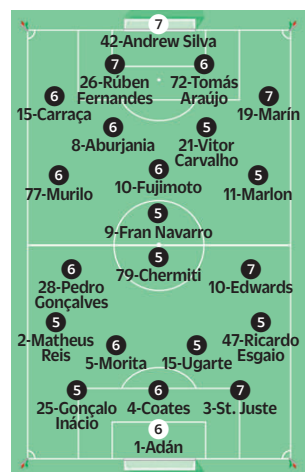 7
42-Andrew Silva
7
6
26-Rúben
Fernandes
72-Tomás
Araújo
6
7
15-Carraça
19-Marín
6
5
8-Aburjania
21-Vitor
Carvalho
6
6
5
77-Murilo
10-Fujimoto
11-Marlon
5
9-Fran Navarro
5
79-Chermiti
6
7
28-Pedro
Gonçalves
10-Edwards
5
5
2-Matheus
Reis
47-Ricardo
Esgaio
6
5
5-Morita
15-Ugarte
5
6
7
25-Gonçalo
Inácio
4-Coates
3-St. Juste
6
1-Adán